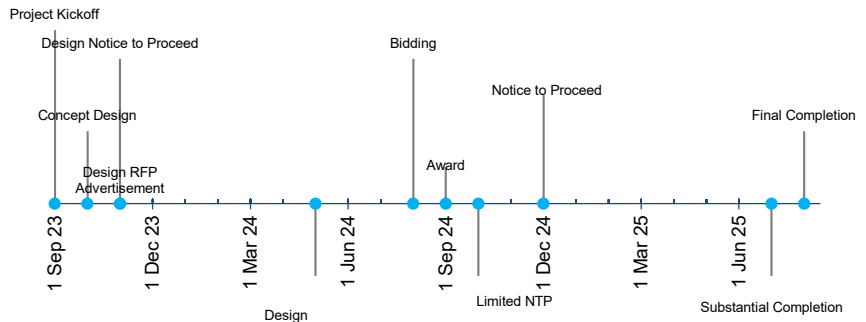 Project Kickoff
Design Notice to Proceed
Bidding
Notice to Proceed
Concept Design
Final Completion
Award
Design RFP
Advertisement
1 Sep 23
1 Dec 23
1 Mar 24
1 Jun 24
1 Sep 24
1 Dec 24
1 Mar 25
1 Jun 25
Limited NTP
Substantial Completion
Design